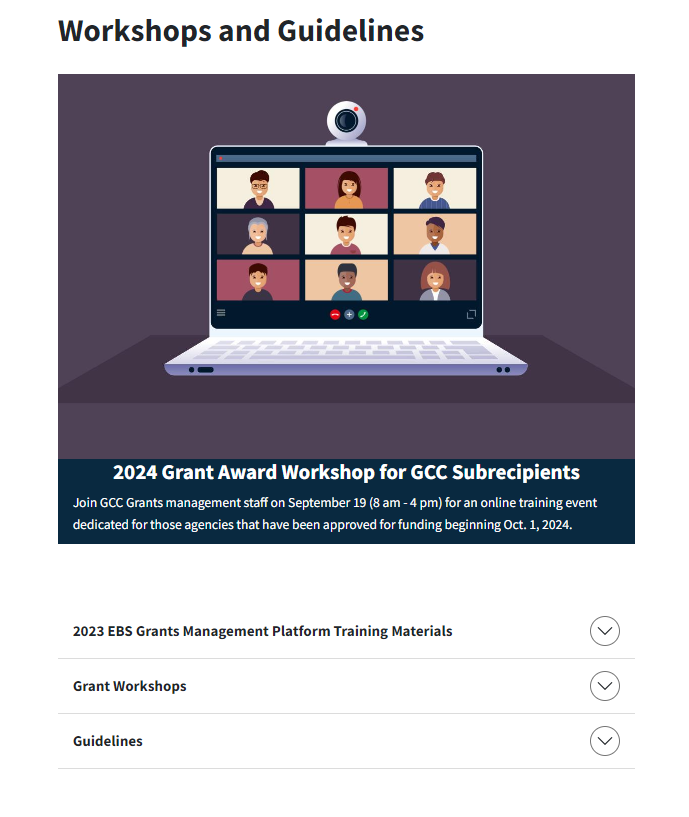 Workshops and Guidelines
2024 Grant Award Workshop for GCC Subrecipients
Join GCC Grants management staff on September 19 (8 am - 4 pm) for an online training event
dedicated for those agencies that have been approved for funding beginning Oct. 1, 2024.
2023 EBS Grants Management Platform Training Materials
Grant Workshops
Guidelines